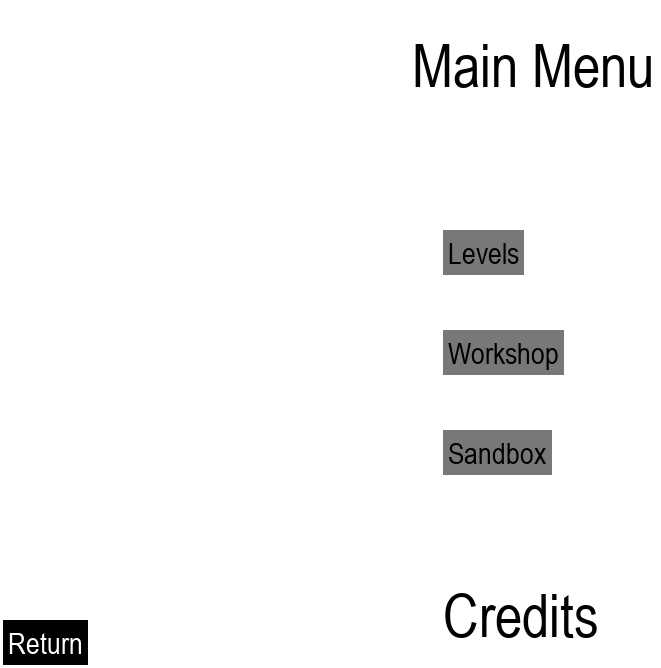 Main Menu
Levels
Workshop
Sandbox
Credits
Return